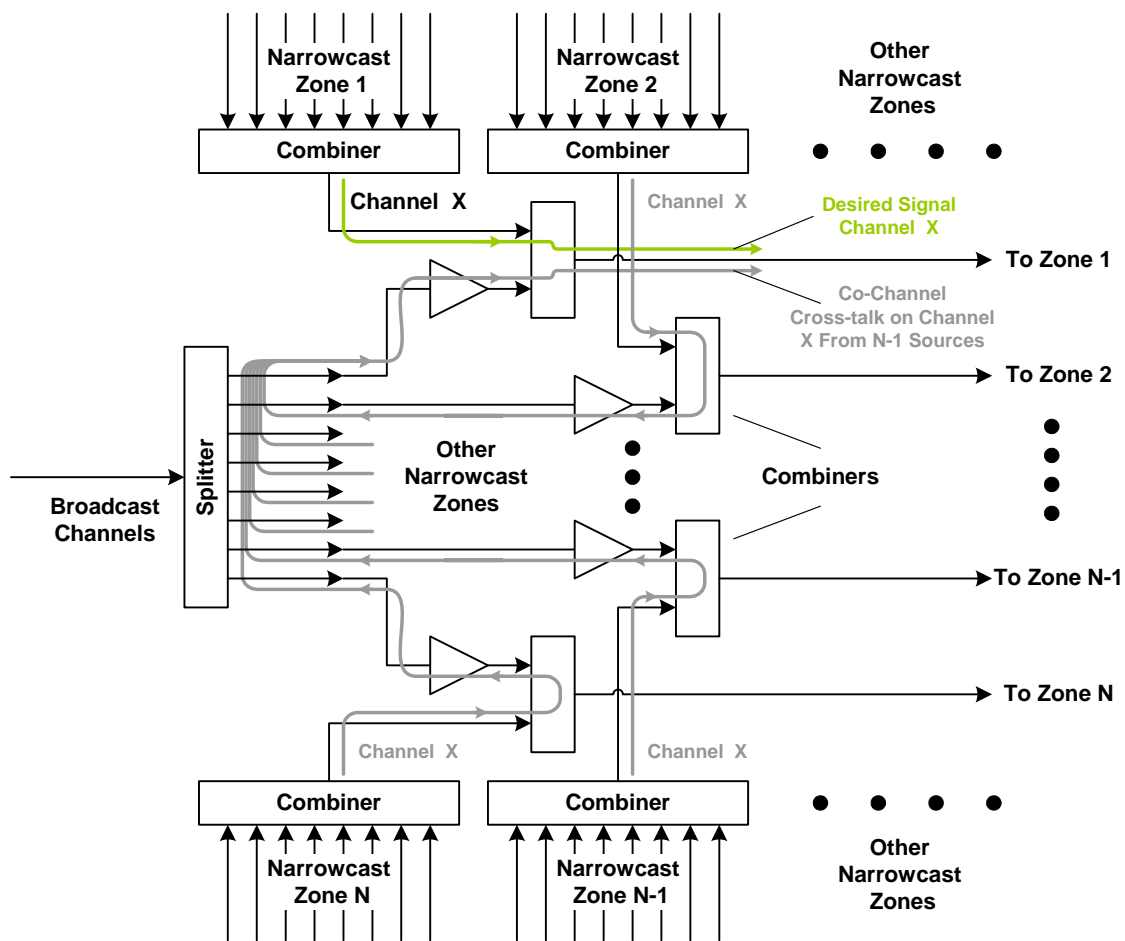 Narrowcast
Zone 1
Narrowcast
Zone 2
Other
Narrowcast
Zones
Combiner
Combiner
Channel X
Channel X
Desired Signal
Channel X
To Zone 1
Co-Channel
Cross-talk on Channel
X From N-1 Sources
To Zone 2
Splitter
Broadcast
Channels
Other
Narrowcast
Zones
Combiners
To Zone N-1
To Zone N
Channel X
Channel X
Combiner
Combiner
Narrowcast
Zone N
Narrowcast
Zone N-1
Other
Narrowcast
Zones